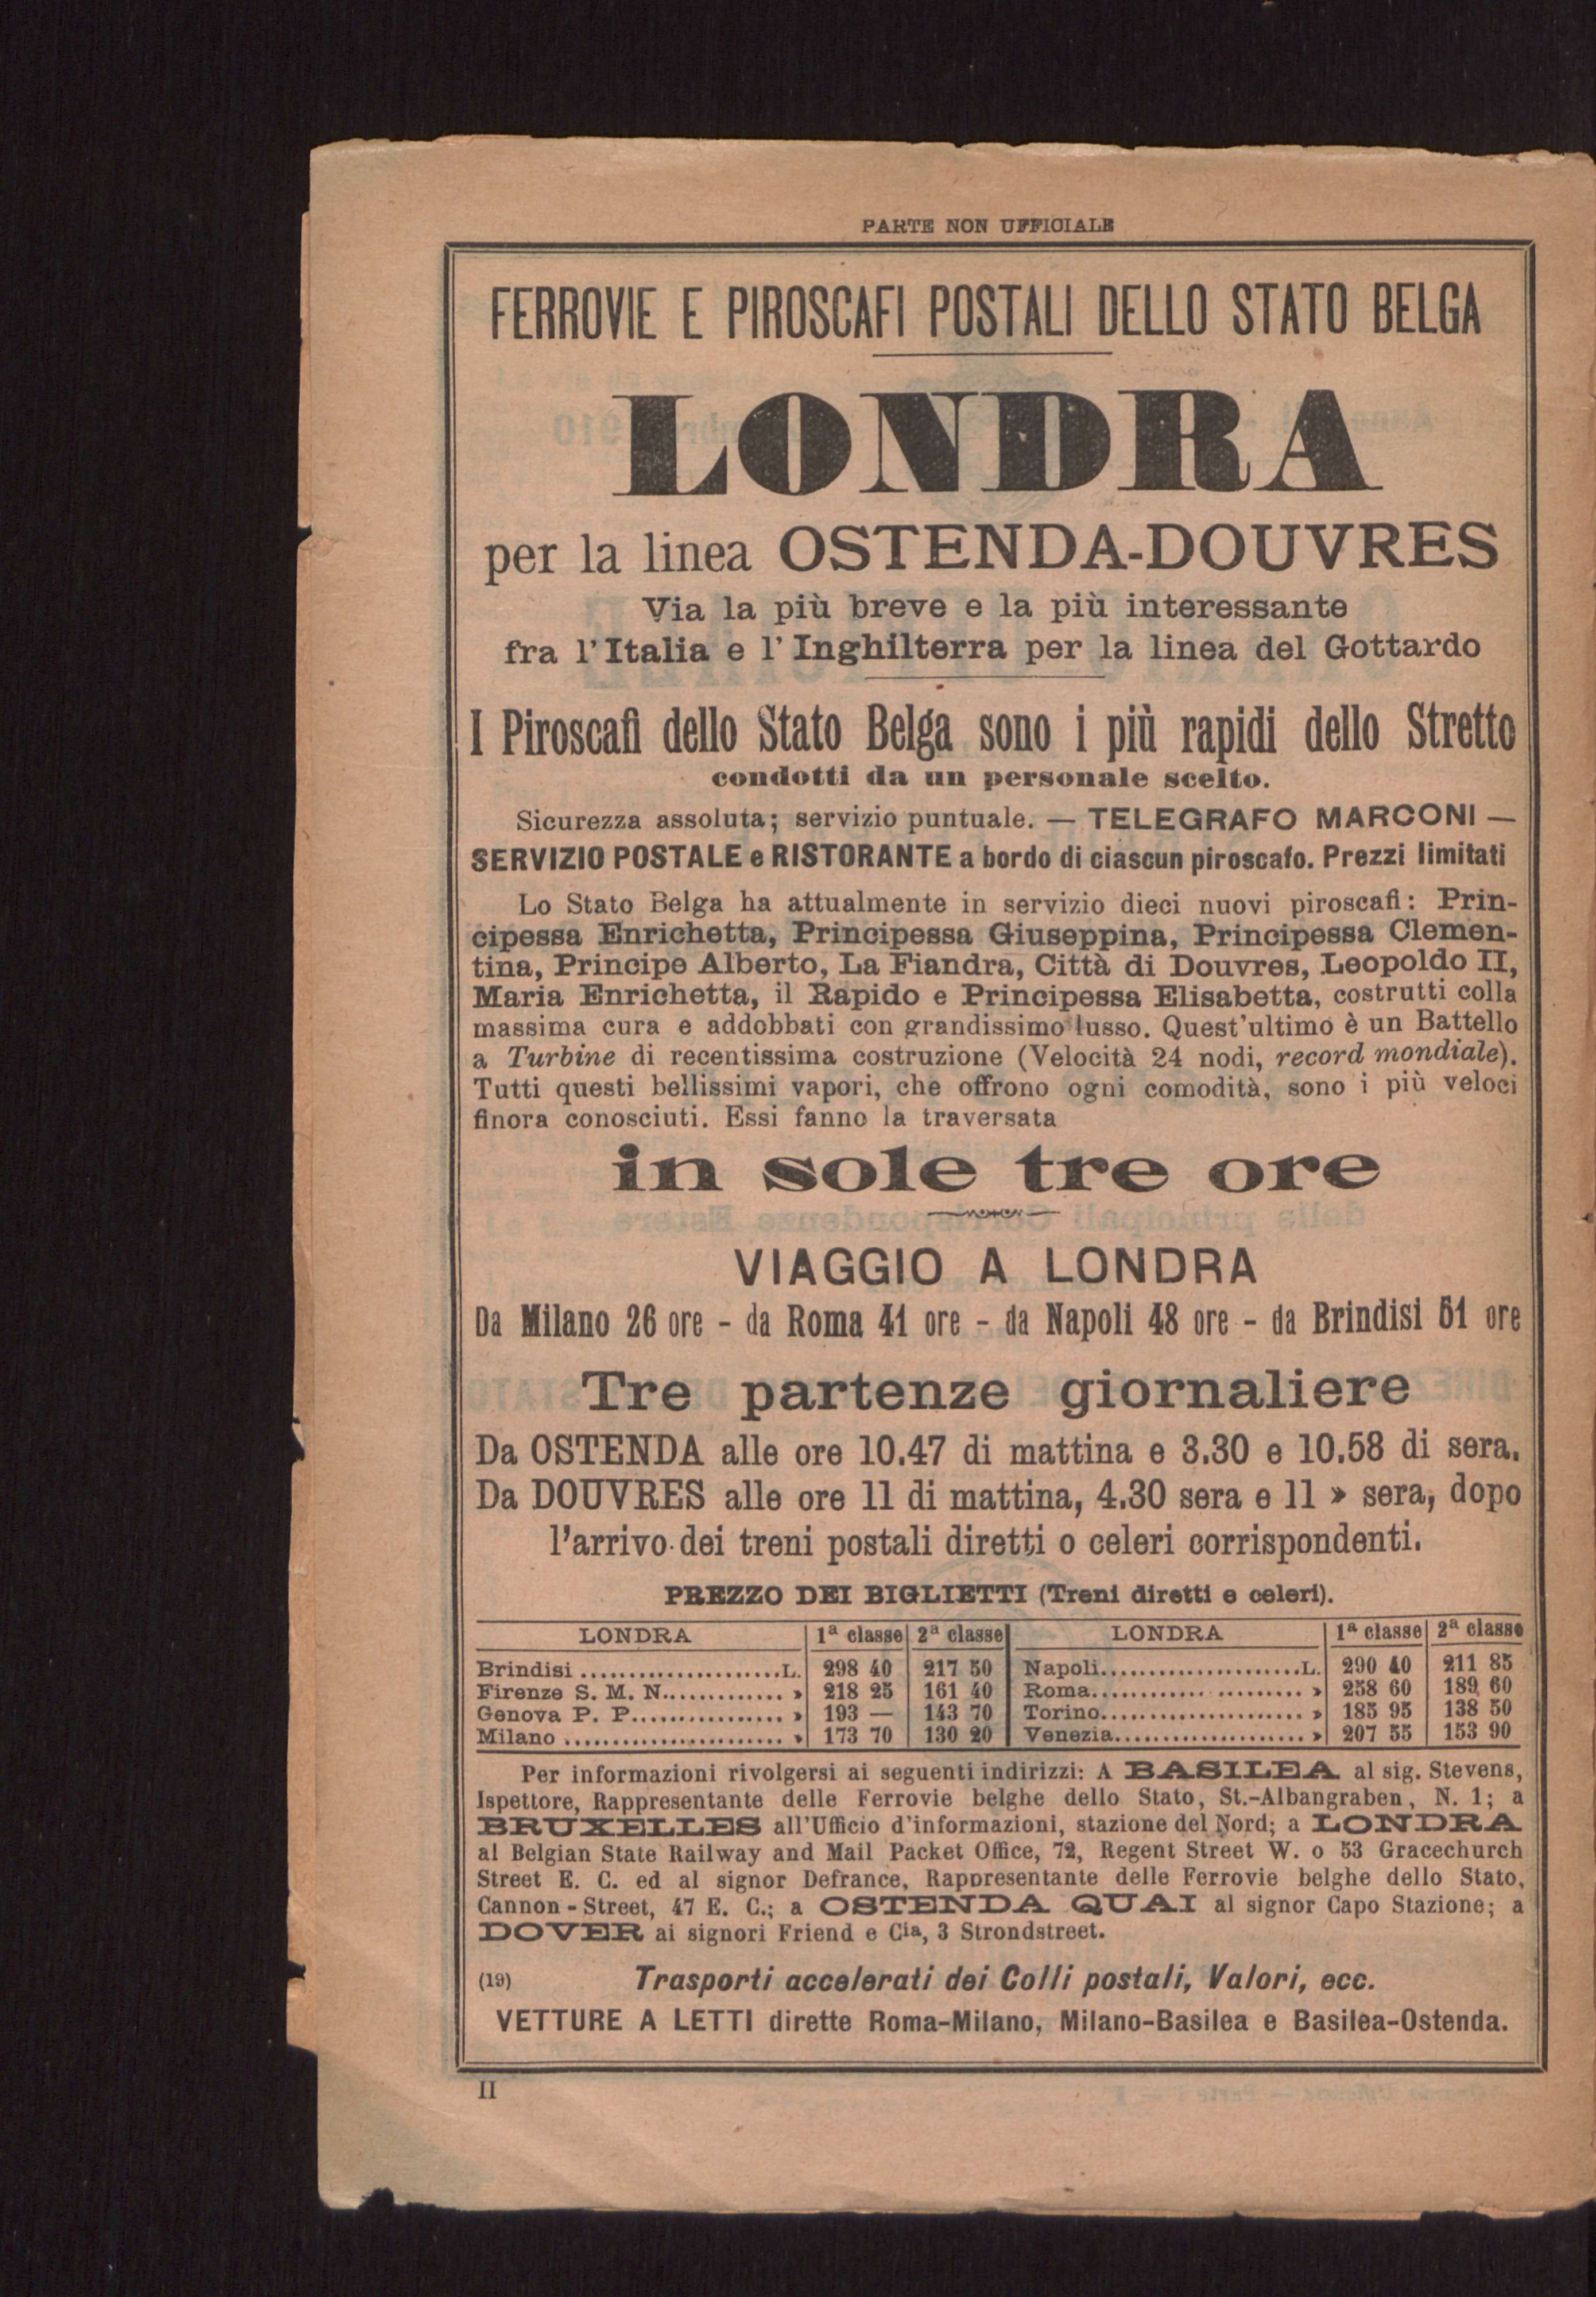 PARTE NON UFFICIALE
FERROVIE E PIROSCAFI POSTALI DELLO STATO BELGA
LONDRA
per la linea OSTENDA-DOUVRES
Via la più breve e la più interessante
fra l'Italia e l'Inghilterra per la linea del Gottardo
I Piroscafi dello Stato Belga sono i più rapidi dello Stretto
condotti da un personale scelto.
Sicurezza assoluta; servizio puntuale. — TELEGRAFO MARCONI —
SERVIZIO POSTALE e RISTORANTE a bordo di ciascun piroscafo. Prezzi limitati
Lo Stato Belga ha attualmente in servizio dieci nuovi piroscafi: Prin-
cipessa Enrichetta, Principessa Giuseppina, Principessa Clemen-
tina, Principe Alberto, La Fiandra, Città di Douvres, Leopoldo II,
Maria Enrichetta, il Rapido e Principessa Elisabetta, costrutti colla
massima cura e addobbati con grandissimo lusso. Quest'ultimo è un Battello
a Turbine di recentissima costruzione (Velocità 24 nodi, record mondiale).
Tutti questi bellissimi vapori, che offrono ogni comodità, sono i più veloci
finora conosciuti. Essi fanno la traversata
in sole tre ore
VIAGGIO A LONDRA
Da Milano 26 ore - da Roma 41 ore - da Napoli 48 ore - da Brindisi 51 ore
Tre partenze giornaliere
Da OSTENDA alle ore 10.47 di mattina e 3.30 e 10.58 di sera.
Da DOUVRES alle ore 11 di mattina, 4.30 sera e 11 » sera, dopo
l'arrivo dei treni postali diretti o celeri corrispondenti.
PREZZO DEI BIGLIETTI (Treni diretti e celeri).
LONDRA 1ª classe 2ª classe LONDRA 1ª classe 2ª classe
Brindisi .....................L. 298 40 217 50 Napoli.....................L. 290 40 211 85
Firenze S. M. N............. » 218 25 161 40 Roma...................... » 258 60 189 60
Genova P. P................ » 193 — 143 70 Torino..................... » 185 95 138 50
Milano ....................... » 173 70 130 20 Venezia.................... » 207 55 153 90
Per informazioni rivolgersi ai seguenti indirizzi: A BASILEA al sig. Stevens,
Ispettore, Rappresentante delle Ferrovie belghe dello Stato, St.-Albangraben, N. 1; a
BRUXELLES all'Ufficio d'informazioni, stazione del Nord; a LONDRA
al Belgian State Railway and Mail Packet Office, 72, Regent Street W. o 53 Gracechurch
Street E. C. ed al signor Defrance, Rappresentante delle Ferrovie belghe dello Stato,
Cannon-Street, 47 E. C.; a OSTENDA QUAI al signor Capo Stazione; a
DOVER ai signori Friend e Cia, 3 Strondstreet.
(19) Trasporti accelerati dei Colli postali, Valori, ecc.
VETTURE A LETTI dirette Roma-Milano, Milano-Basilea e Basilea-Ostenda.
II